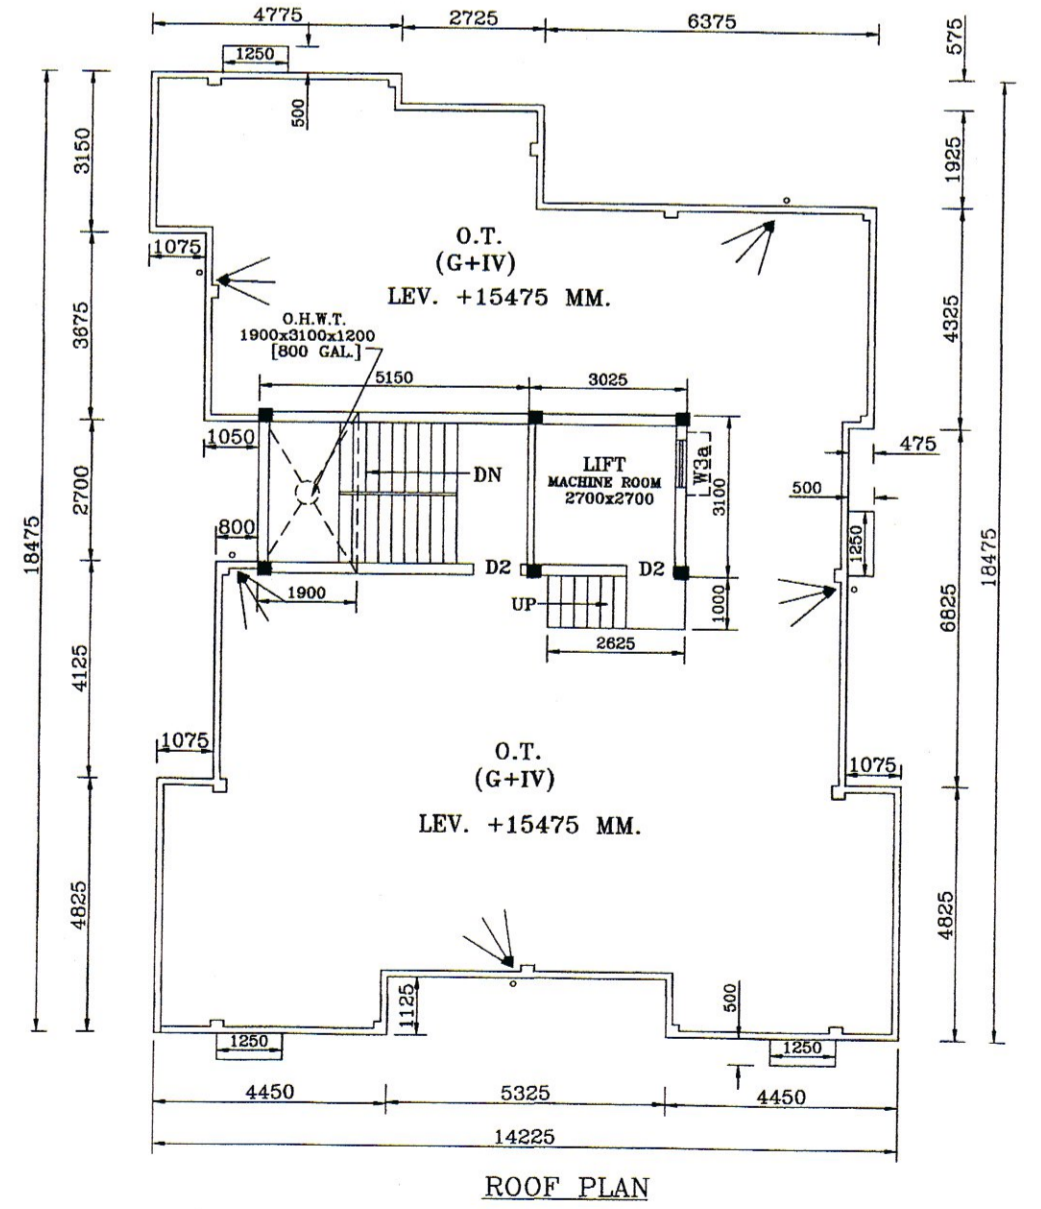 4775
2725
6375
575
1250
500
3150
1925
18475
1075
O.T.
(G+IV)
LEV. +15475 MM.
3675
4325
O.H.W.T.
1900x3100x1200
[800 GAL.]
5150
3025
1050
475
DN
LIFT
MACHINE ROOM
2700x2700
W3a
3100
500
2700
800
1250
18475
D2
D2
1900
UP
1000
2625
6825
4125
1075
O.T.
(G+IV)
LEV. +15475 MM.
1075
4825
4825
1125
500
1250
1250
4450
5325
4450
14225
ROOF PLAN